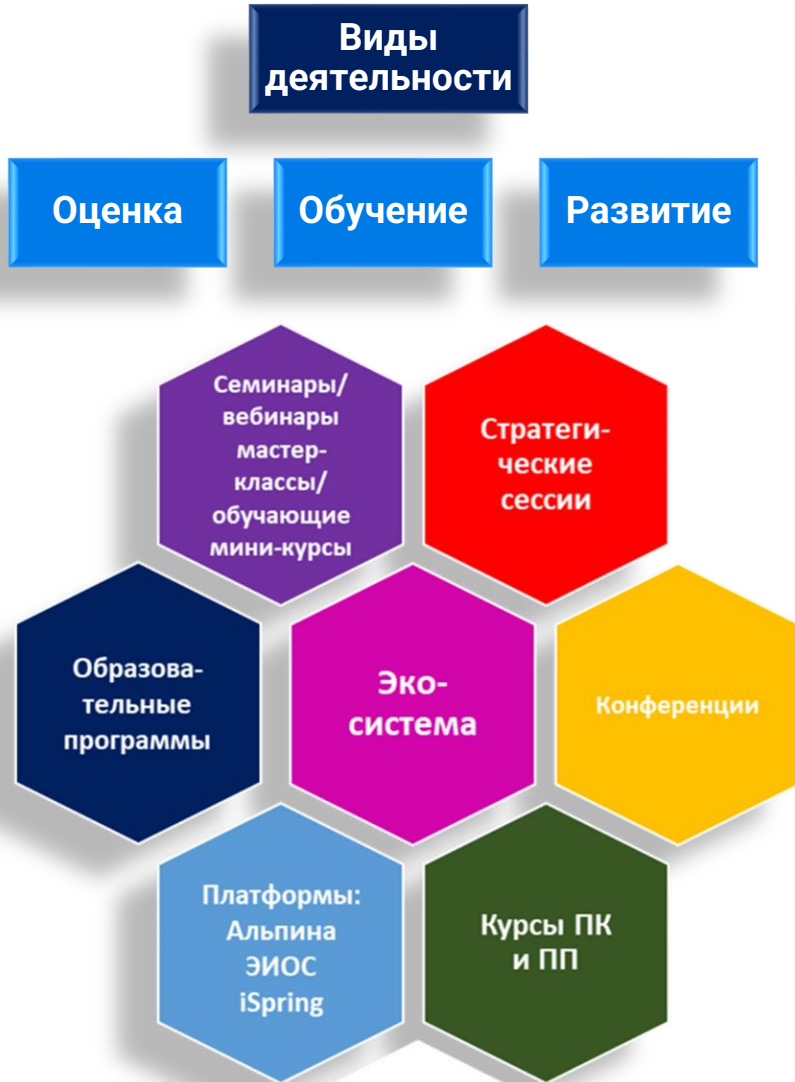 Виды
деятельности
Оценка
Обучение
Развитие
Семинары/
вебинары
мастер-
классы/
обучающие
мини-курсы
Стратеги-
ческие
сессии
Образова-
тельные
программы
Эко-
система
Конференции
Платформы:
Альпина
ЭИОС
iSpring
Курсы ПК
и ПП